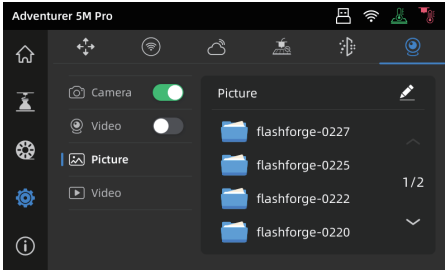 Adventurer 5M Pro
Camera
Video
Picture
Video
Picture
flashforge-0227
flashforge-0225
flashforge-0222
flashforge-0220
1/2